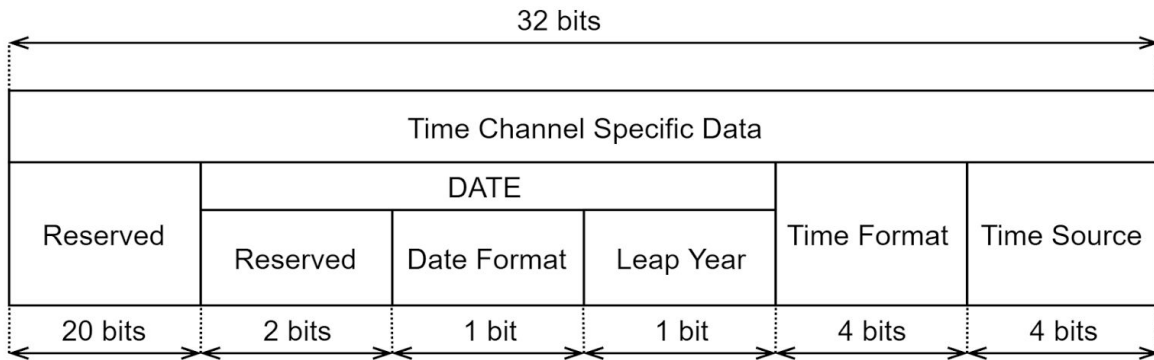 32 bits
Time Channel Specific Data
DATE
Reserved
Time Format
Time Source
Reserved
Date Format
Leap Year
20 bits
2 bits
1 bit
1 bit
4 bits
4 bits